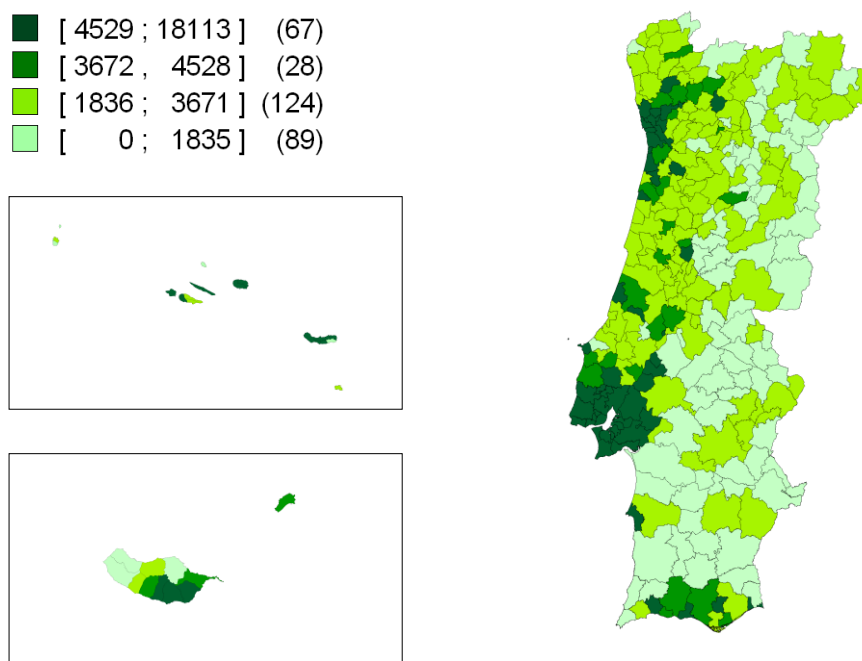 [ 4529 ; 18113 ] (67)
[ 3672 , 4528 ] (28)
[ 1836 ; 3671 ] (124)
[ 0 ; 1835 ] (89)